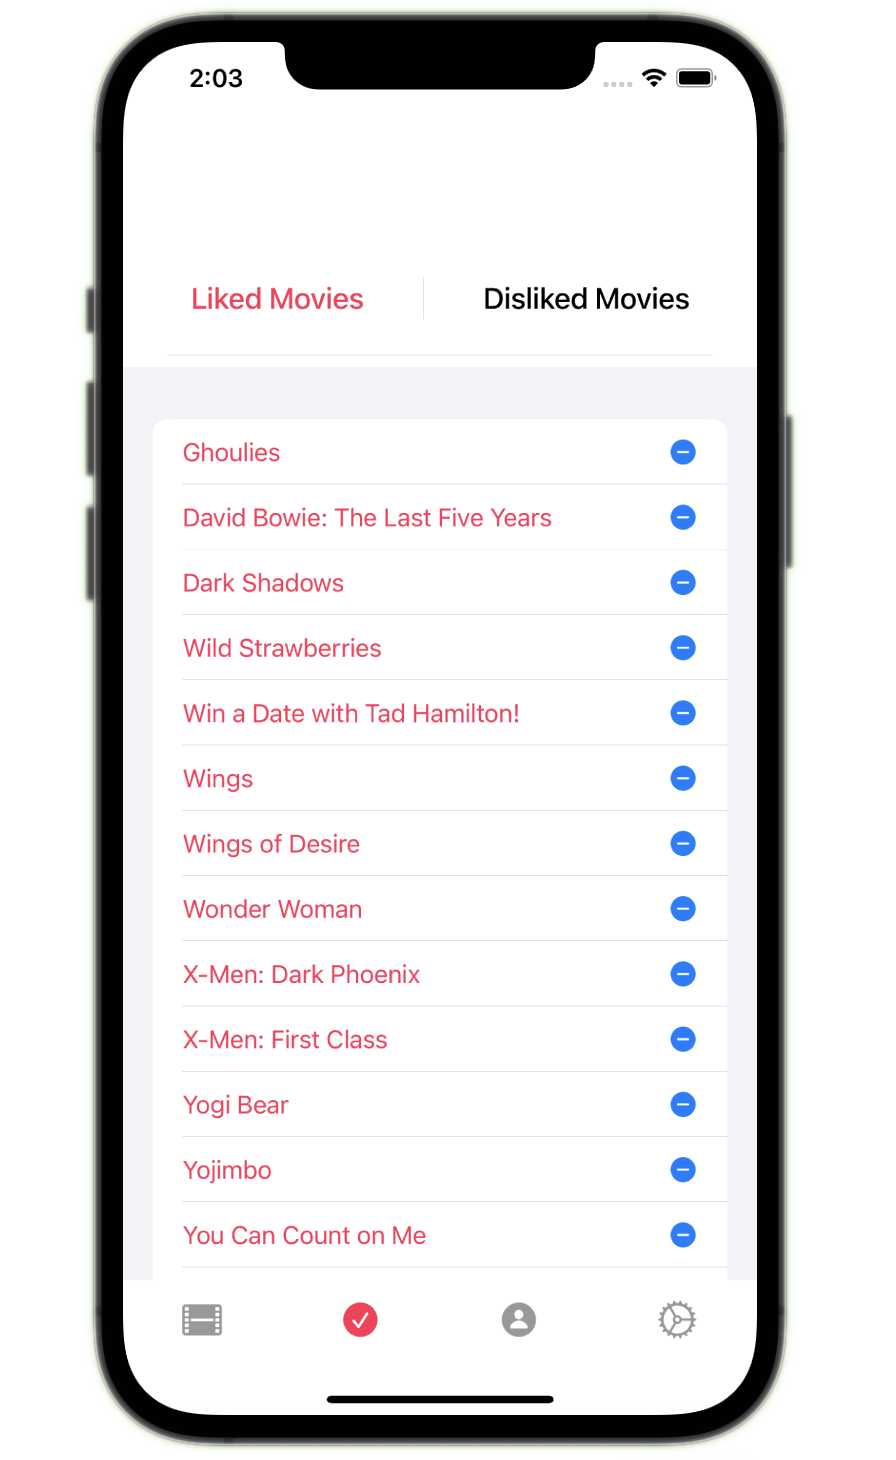 2:03
Liked Movies
Disliked Movies
Ghoulies
David Bowie: The Last Five Years
Dark Shadows
Wild Strawberries
Win a Date with Tad Hamilton!
Wings
Wings of Desire
Wonder Woman
X-Men: Dark Phoenix
X-Men: First Class
Yogi Bear
Yojimbo
You Can Count on Me